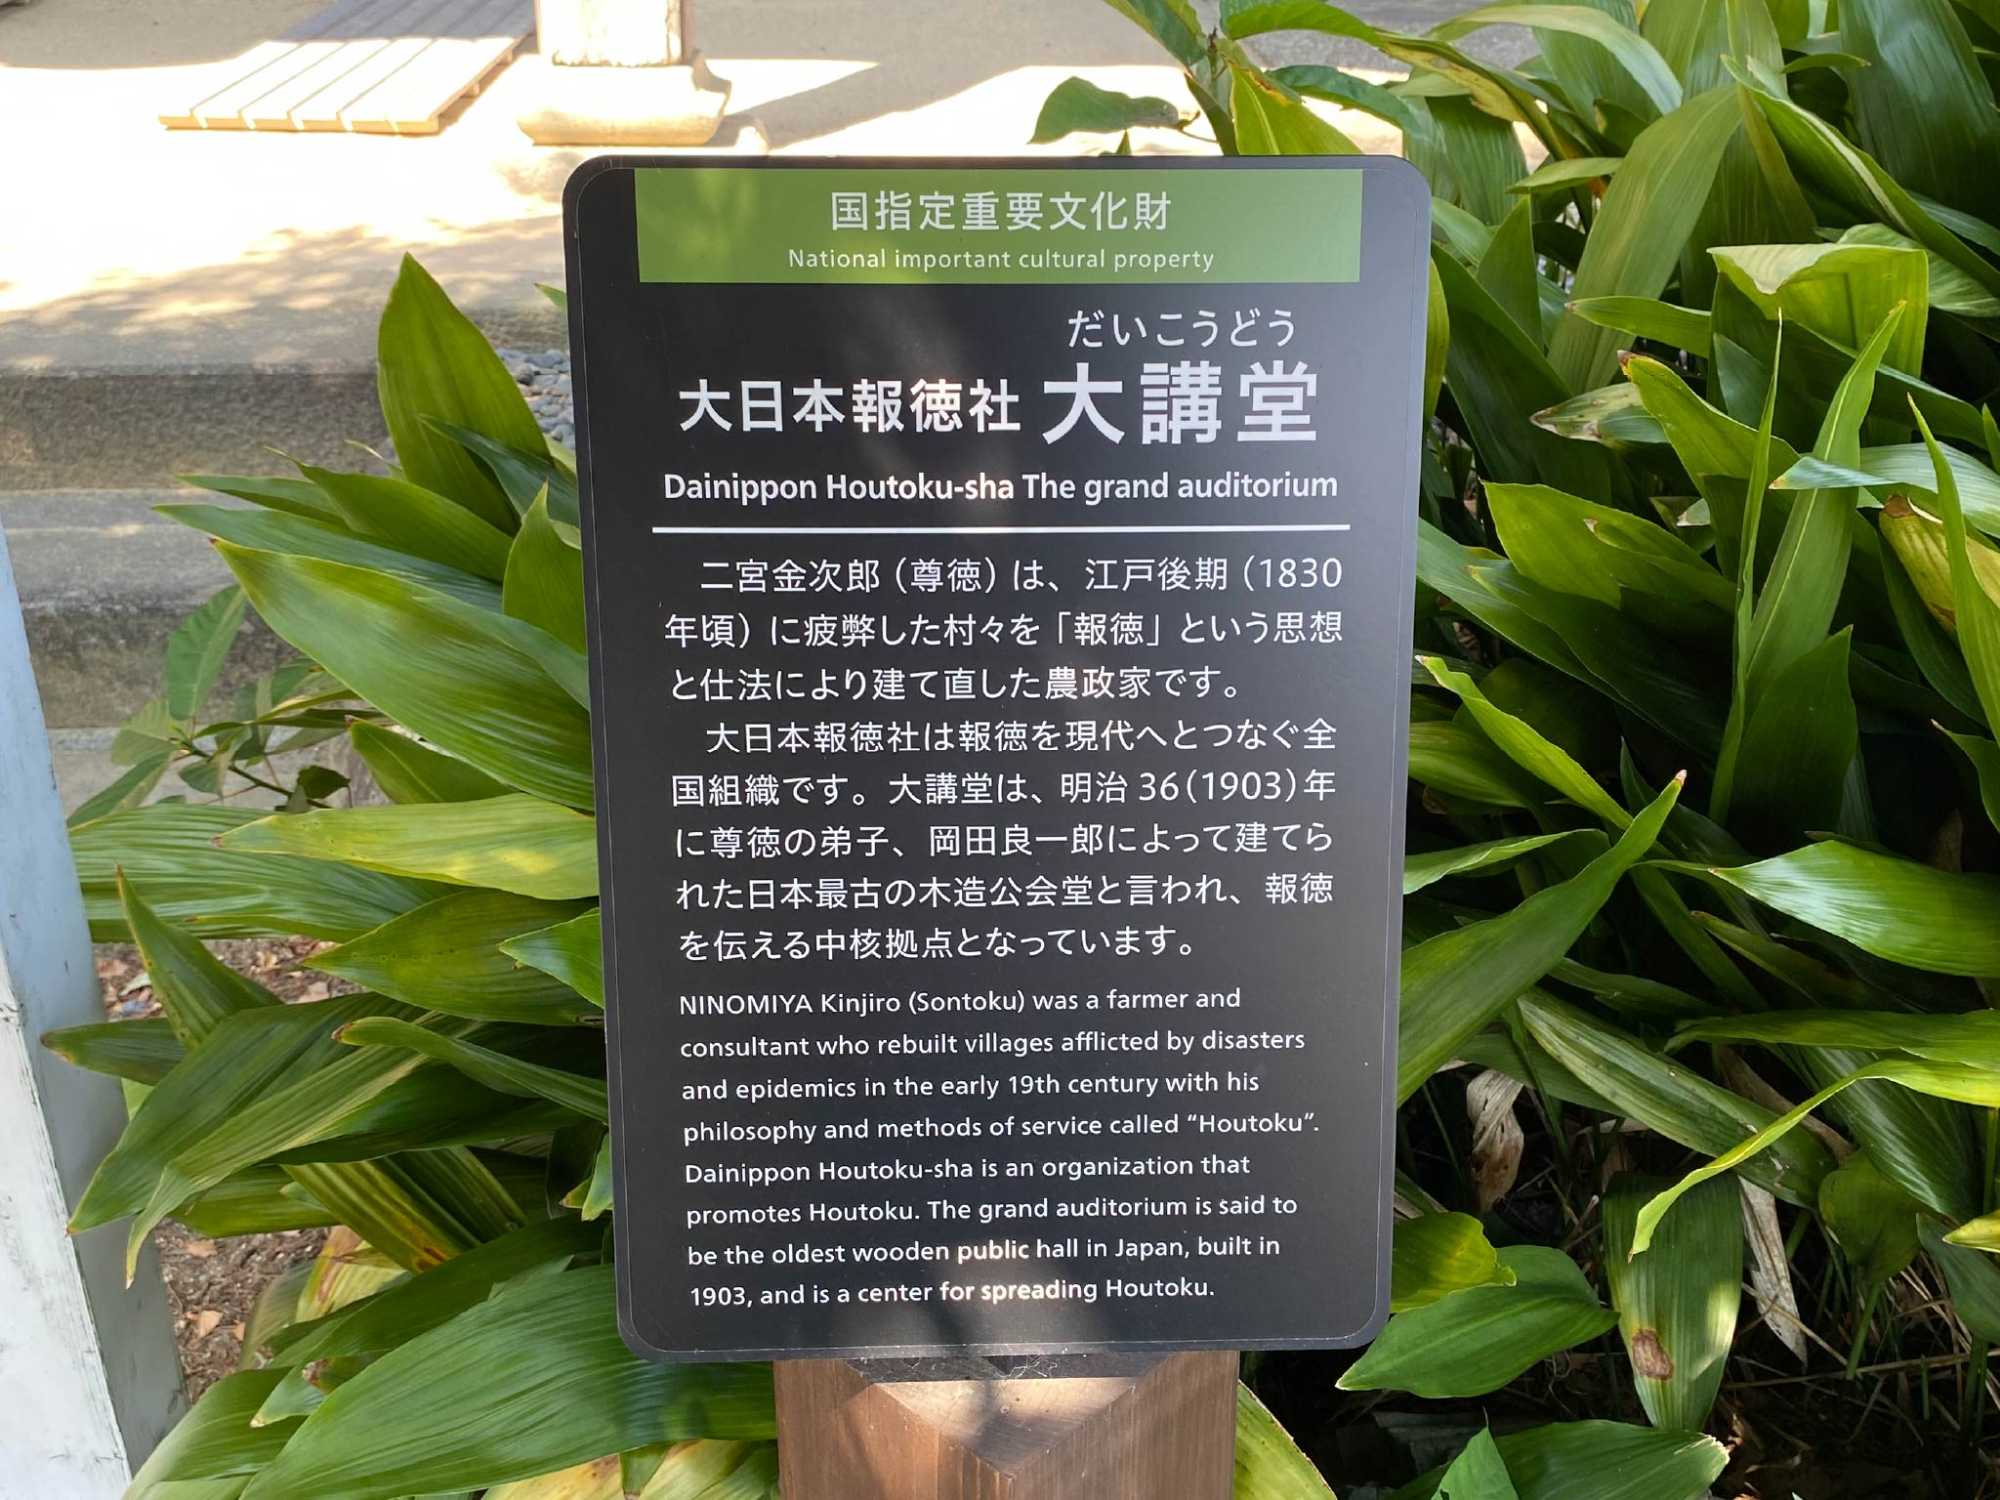 国指定重要文化財
National important cultural property
だいこうどう
大日本報徳社 大講堂
Dainippon Houtoku-sha The grand auditorium
二宮金次郎（尊徳）は、江戸後期（1830
年頃）に疲弊した村々を「報徳」という思想
と仕法により建て直した農政家です。
大日本報徳社は報徳を現代へとつなぐ全
国組織です。大講堂は、明治36（1903）年
に尊徳の弟子、岡田良一郎によって建てら
れた日本最古の木造公会堂と言われ、報徳
を伝える中核拠点となっています。
NINOMIYA Kinjiro (Sontoku) was a farmer and
consultant who rebuilt villages afflicted by disasters
and epidemics in the early 19th century with his
philosophy and methods of service called “Houtoku”.
Dainippon Houtoku-sha is an organization that
promotes Houtoku. The grand auditorium is said to
be the oldest wooden public hall in Japan, built in
1903, and is a center for spreading Houtoku.